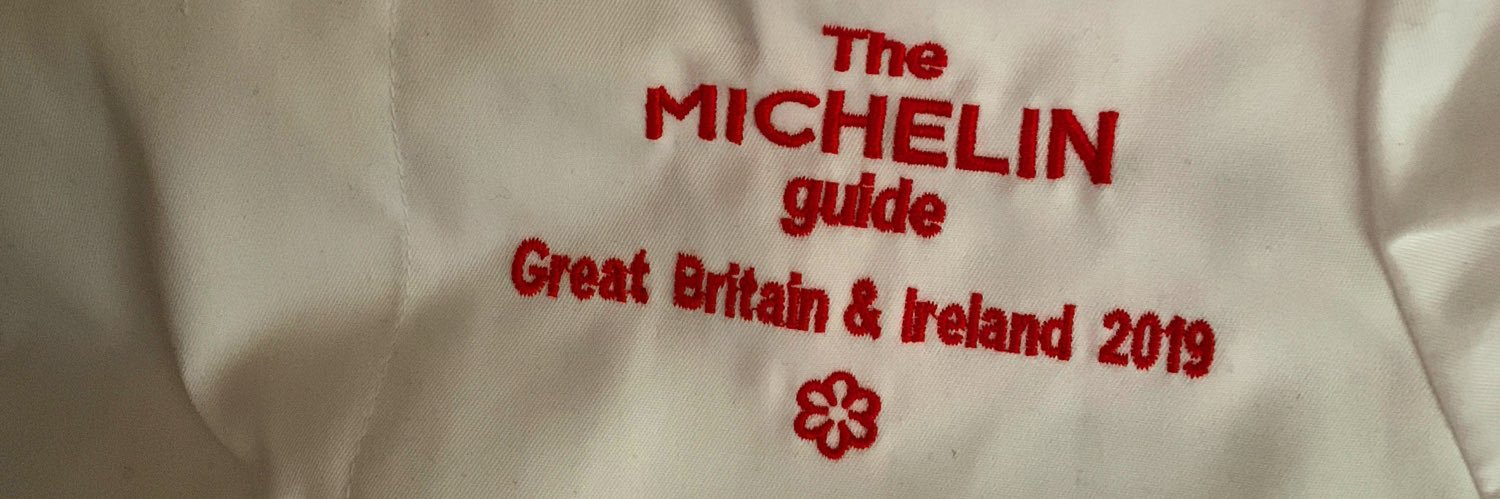 The
MICHELIN
guide
Great Britain & Ireland 2019